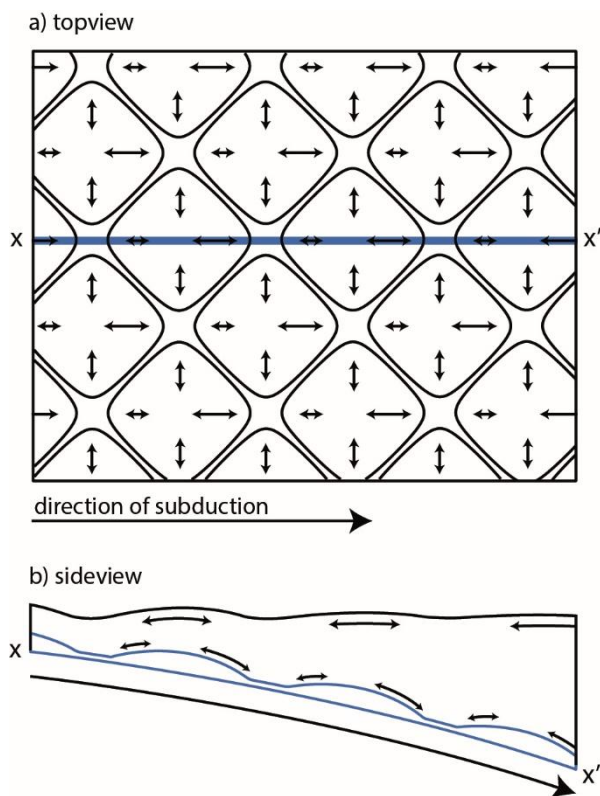 a) topview
x
x'
direction of subduction
b) sideview
x
x'